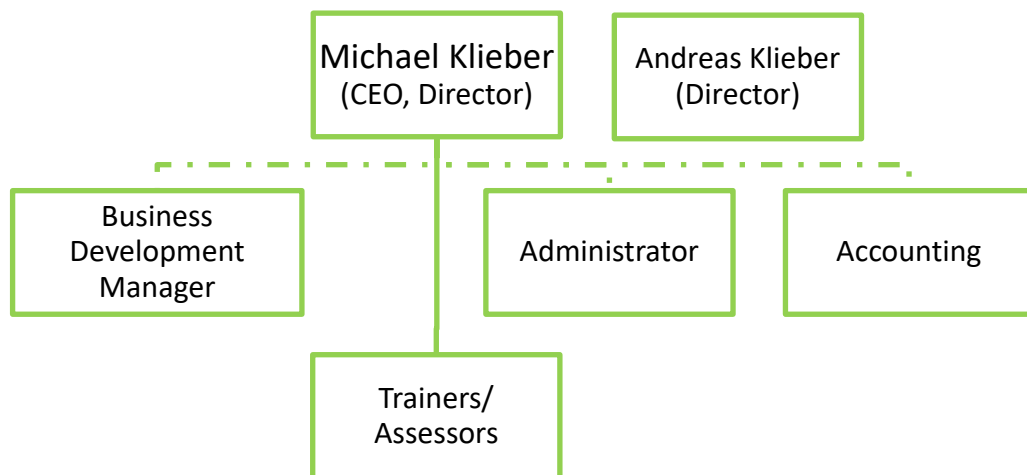 Michael Klieber
(CEO, Director)
Andreas Klieber
(Director)
Business
Development
Manager
Administrator
Accounting
Trainers/
Assessors